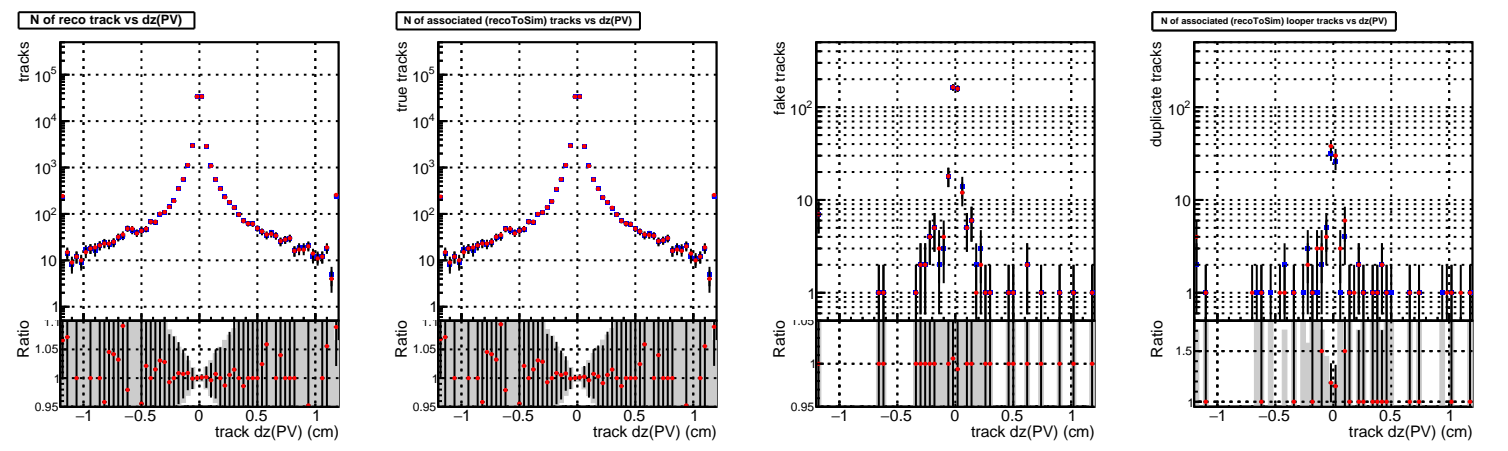 N of reco track vs dz(PV)
tracks
10^5
10^4
10^3
10^2
10
1
Ratio
1.1
1.05
1
0.95
−1 −0.5 0 0.5 1
track dz(PV) (cm)
N of associated (recoToSim) tracks vs dz(PV)
true tracks
10^5
10^4
10^3
10^2
10
1
Ratio
1.1
1.05
1
0.95
−1 −0.5 0 0.5 1
track dz(PV) (cm)
fake tracks
10^2
10
1
Ratio
1.05
1
0.95
−1 −0.5 0 0.5 1
track dz(PV) (cm)
N of associated (recoToSim) looper tracks vs dz(PV)
duplicate tracks
10^2
10
1
Ratio
1.5
1
−1 −0.5 0 0.5 1
track dz(PV) (cm)